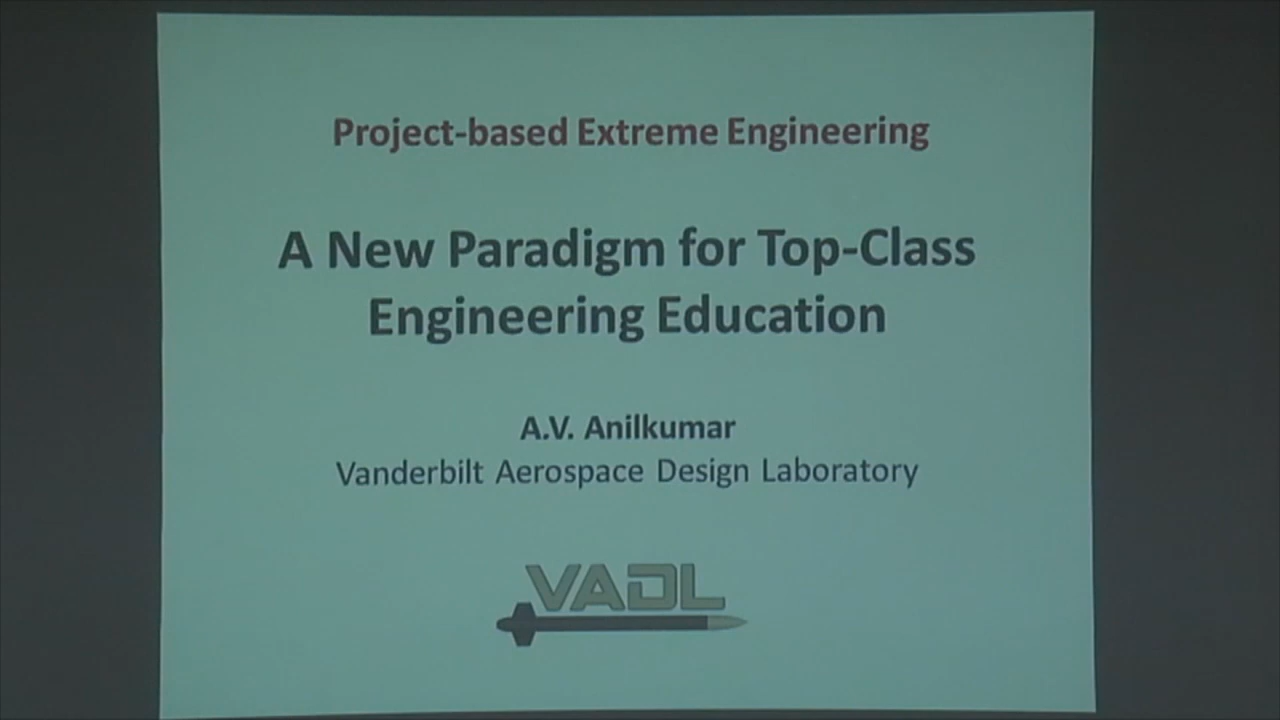 Project-based Extreme Engineering
A New Paradigm for Top-Class
Engineering Education
A.V. Anilkumar
Vanderbilt Aerospace Design Laboratory
VADL